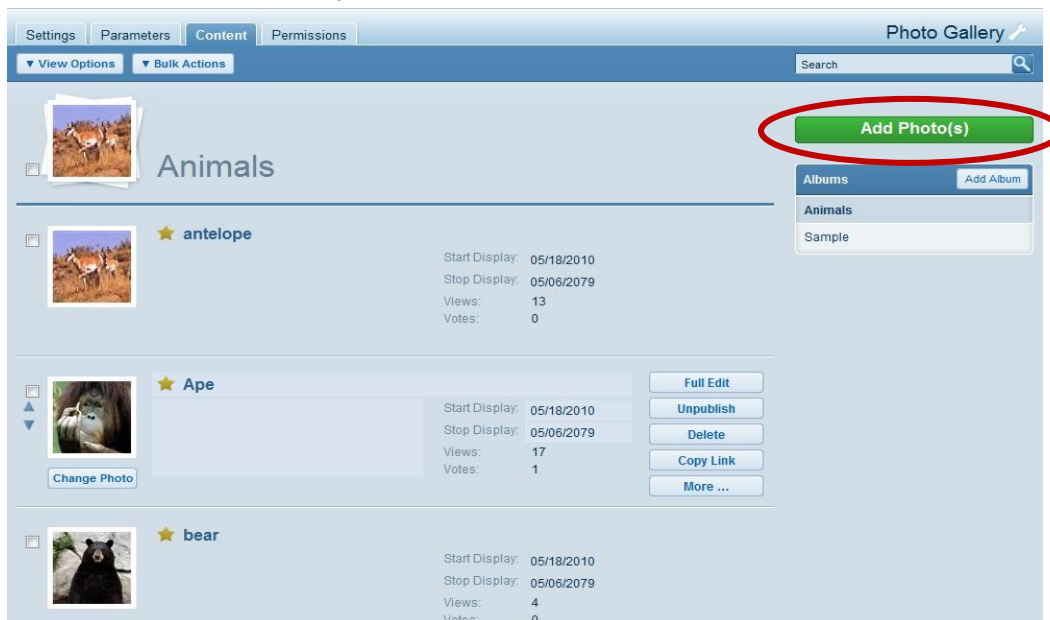 Settings Parameters Content Permissions Photo Gallery
▼ View Options ▼ Bulk Actions Search
Add Photo(s)
Animals
Albums Add Album
Animals
Sample
antelope
Start Display: 05/18/2010
Stop Display: 05/06/2079
Views: 13
Votes: 0
Ape
Start Display: 05/18/2010
Stop Display: 05/06/2079
Views: 17
Votes: 1
Change Photo
Full Edit
Unpublish
Delete
Copy Link
More ...
bear
Start Display: 05/18/2010
Stop Display: 05/06/2079
Views: 4
Votes: 0